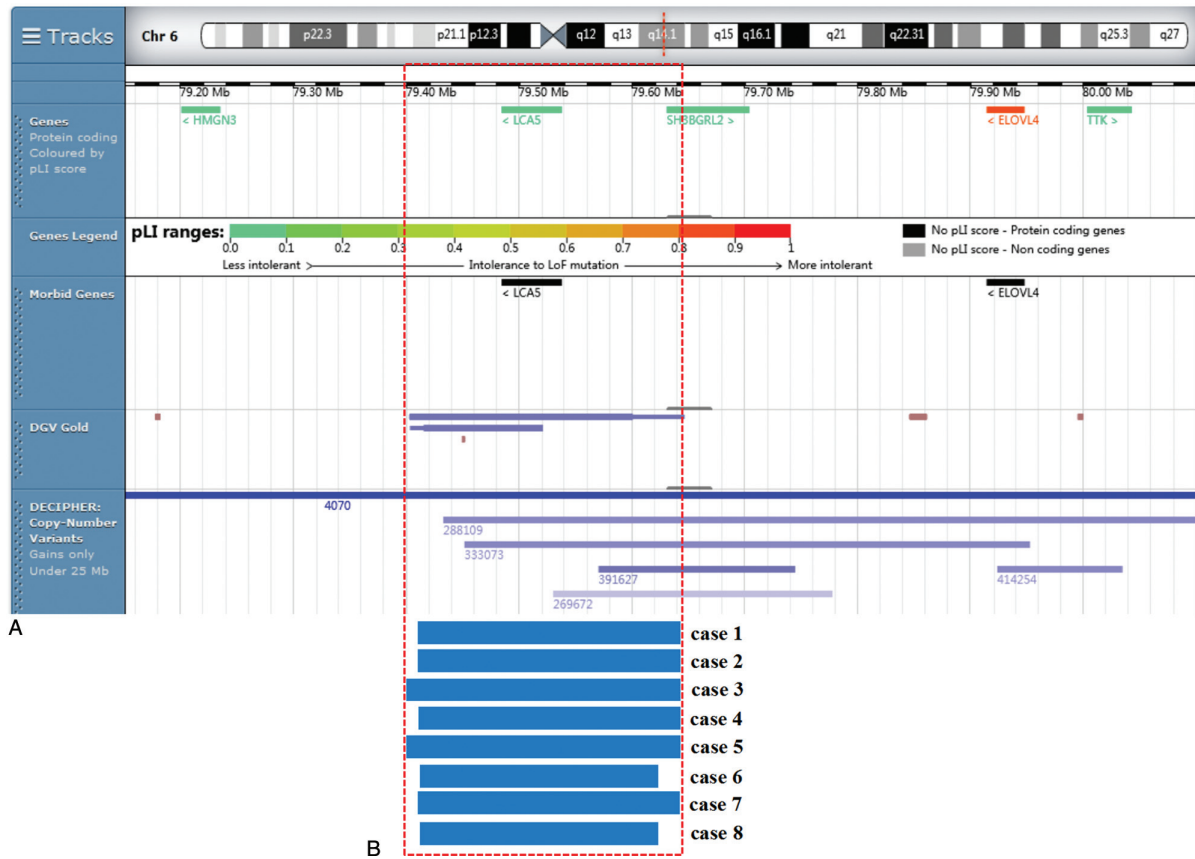 ☰ Tracks
Chr 6
p22.3 p21.1 p12.3 q12 q13 q14.1 q15 q16.1 q21 q22.31 q25.3 q27
79.20 Mb 79.30 Mb 79.40 Mb 79.50 Mb 79.60 Mb 79.70 Mb 79.80 Mb 79.90 Mb 80.00 Mb
Genes
Protein coding
Coloured by
pLI score
< HMGN3 < LCA5 SH3BGRL2 > < ELOVL4 TTK >
Genes Legend
pLI ranges:
0.0 0.1 0.2 0.3 0.4 0.5 0.6 0.7 0.8 0.9 1
Less intolerant Intolerance to LoF mutation More intolerant
No pLI score - Protein coding genes
No pLI score - Non coding genes
Morbid Genes
< LCA5 < ELOVL4
DGV Gold
DECIPHER:
Copy-Number
Variants
Gains only
Under 25 Mb
4070
288109
333073
391627 414254
269672
A
case 1
case 2
case 3
case 4
case 5
case 6
case 7
case 8
B